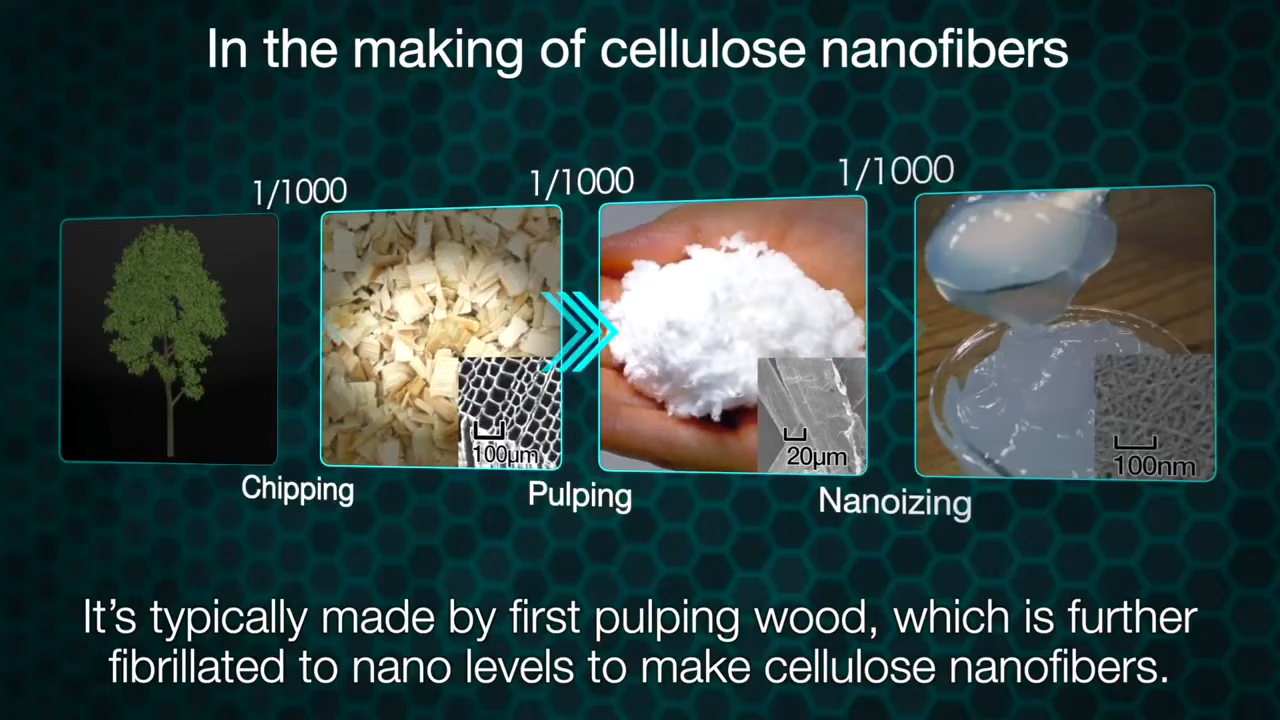 In the making of cellulose nanofibers
1/1000
1/1000
1/1000
100μm
20μm
100nm
Chipping
Pulping
Nanoizing
It's typically made by first pulping wood, which is further
fibrillated to nano levels to make cellulose nanofibers.